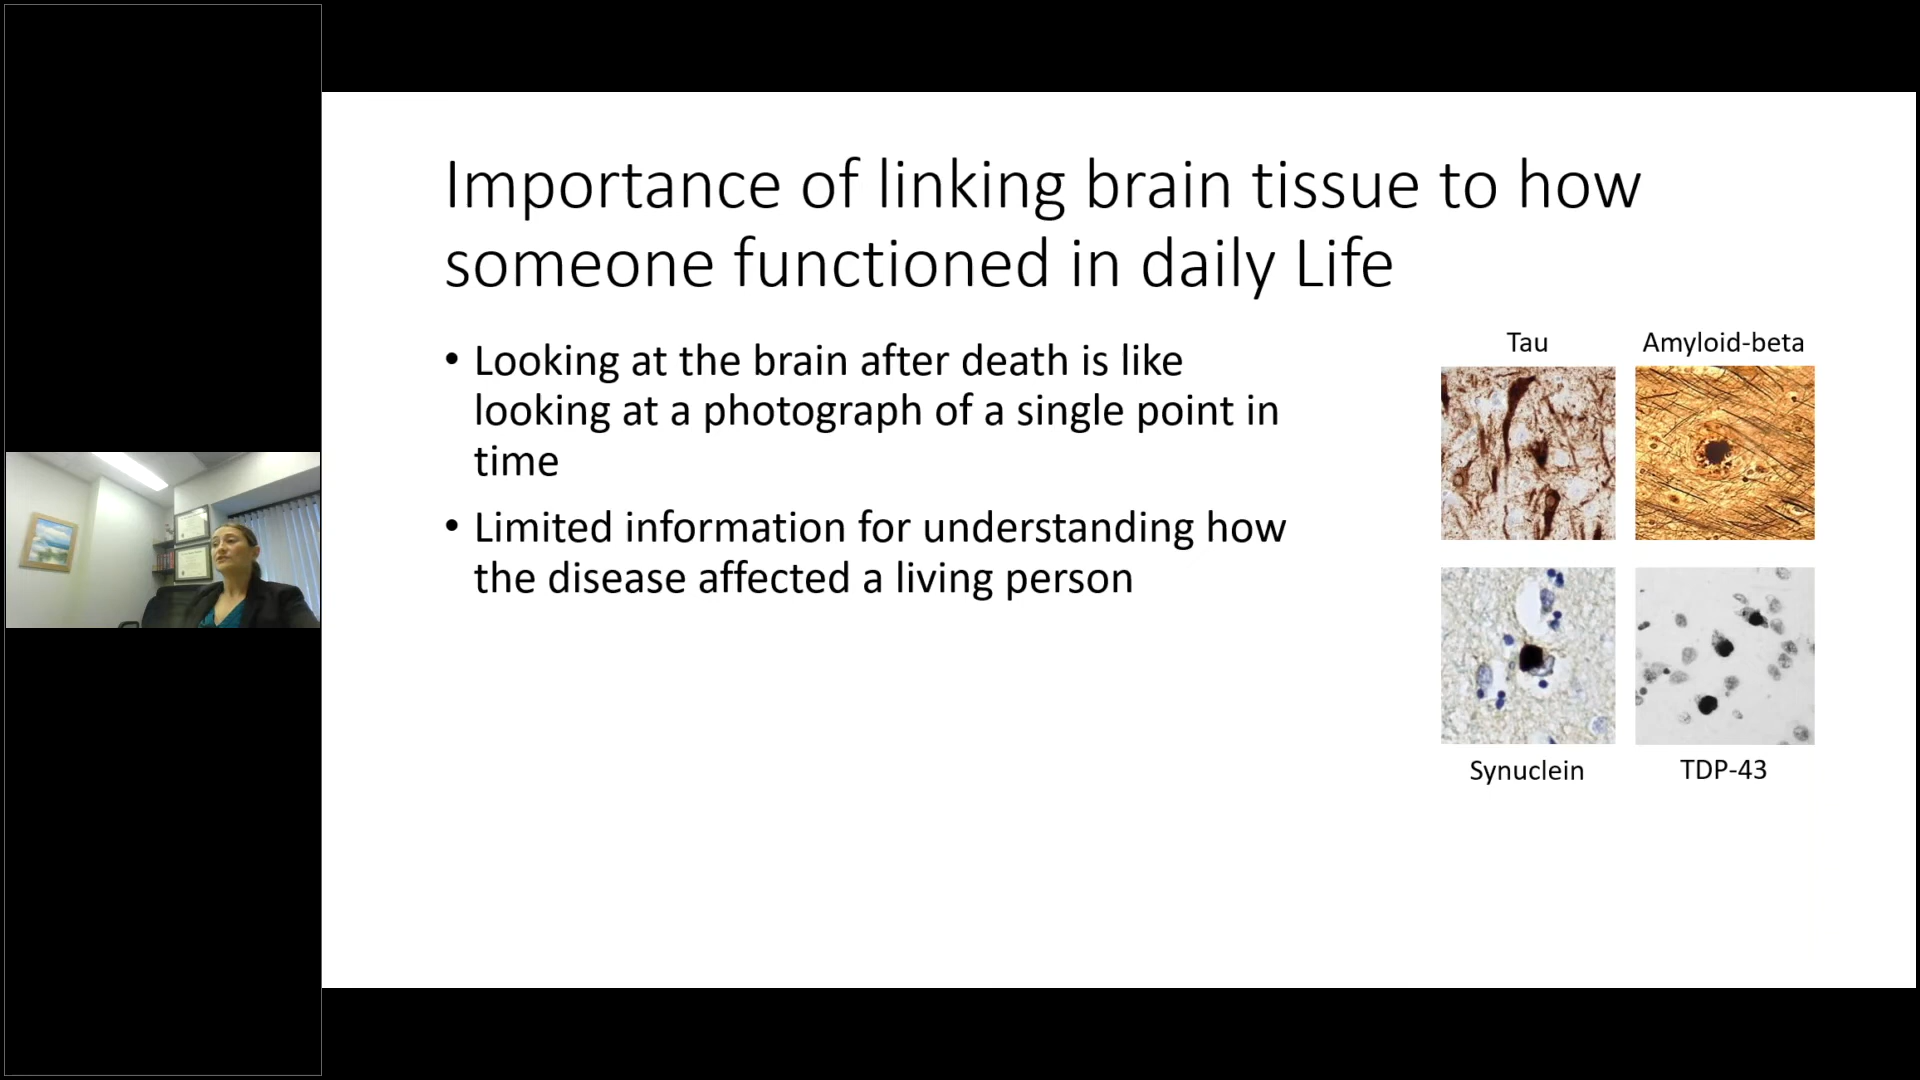 Importance of linking brain tissue to how
someone functioned in daily Life
• Looking at the brain after death is like
looking at a photograph of a single point in
time
• Limited information for understanding how
the disease affected a living person
Tau
Amyloid-beta
Synuclein
TDP-43